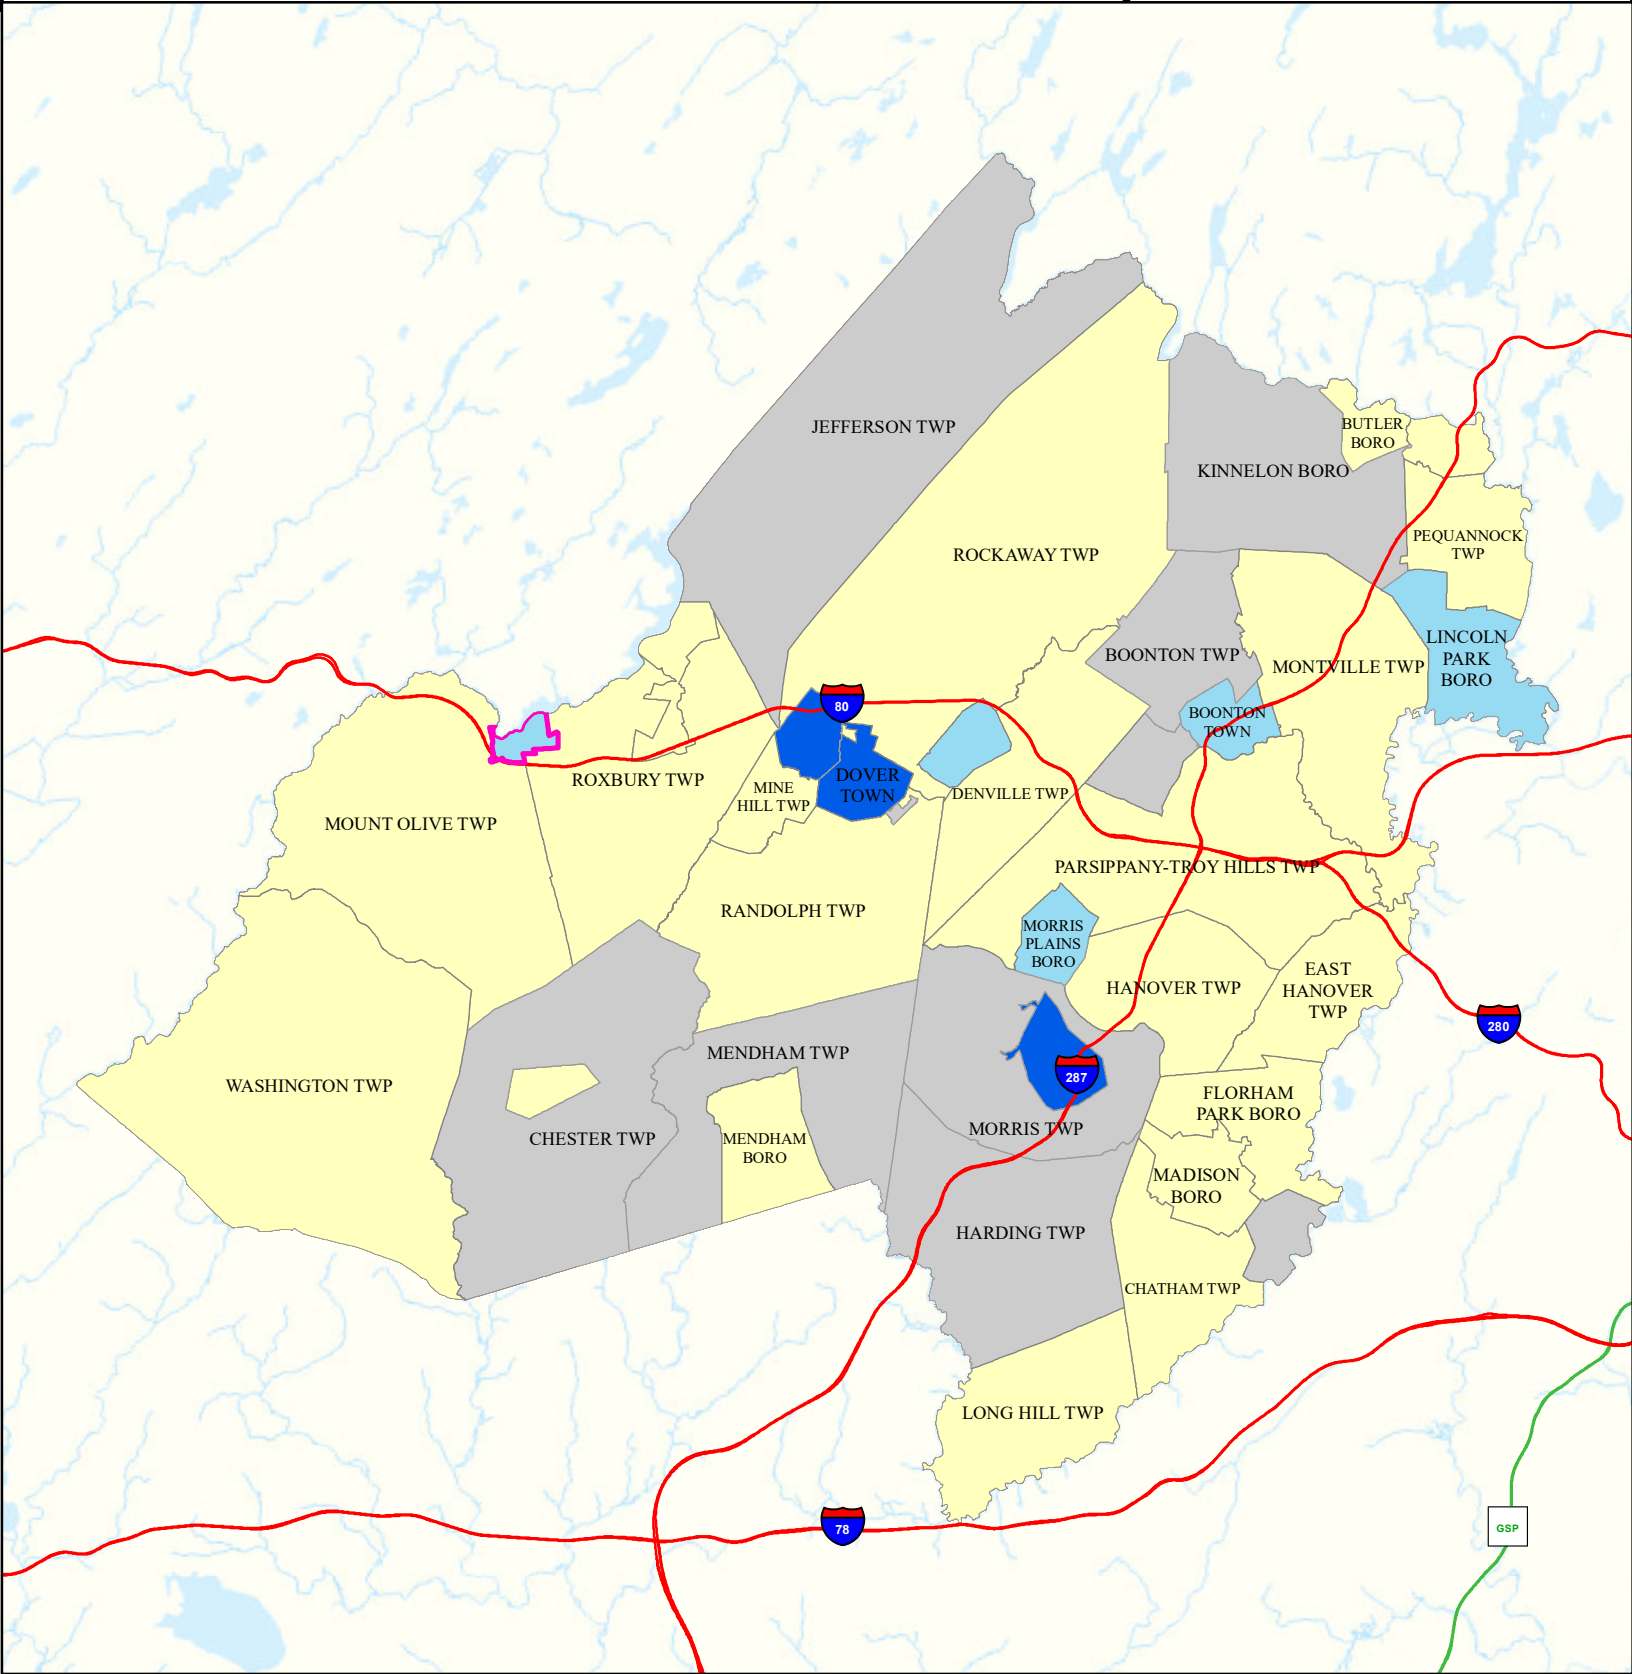 JEFFERSON TWP
BUTLER
BORO
KINNELON BORO
PEQUANNOCK
TWP
ROCKAWAY TWP
LINCOLN
PARK
BORO
BOONTON TWP
MONTVILLE TWP
80
BOONTON
TOWN
ROXBURY TWP
MINE
HILL TWP
DOVER
TOWN
DENVILLE TWP
MOUNT OLIVE TWP
PARSIPPANY-TROY HILLS TWP
RANDOLPH TWP
MORRIS
PLAINS
BORO
EAST
HANOVER
TWP
HANOVER TWP
280
MENDHAM TWP
287
WASHINGTON TWP
FLORHAM
PARK BORO
CHESTER TWP
MENDHAM
BORO
MORRIS TWP
MADISON
BORO
HARDING TWP
CHATHAM TWP
LONG HILL TWP
78
GSP